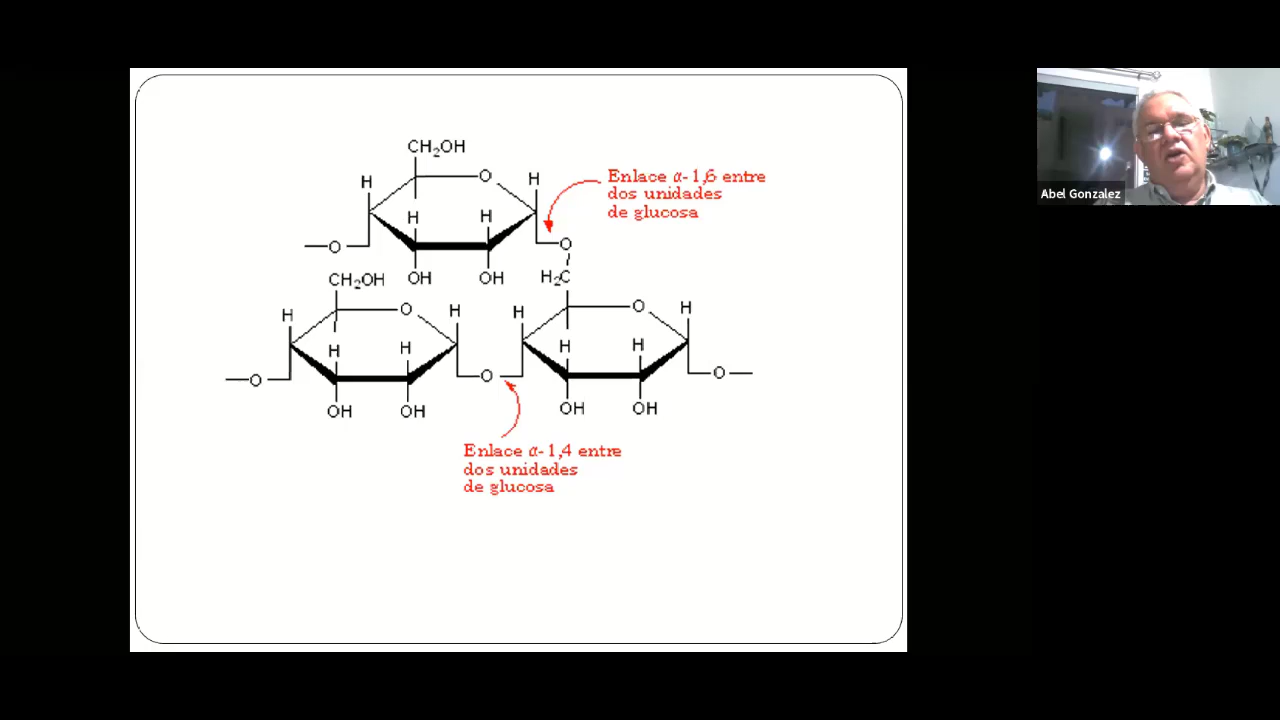 CH₂OH
H
O
H
Enlace α-1,6 entre
dos unidades
de glucosa
H
H
O
O
OH
OH
H₂C
CH₂OH
H
O
H
H
O
H
H
H
H
H
O
O
O
OH
OH
OH
OH
Enlace α-1,4 entre
dos unidades
de glucosa
Abel Gonzalez